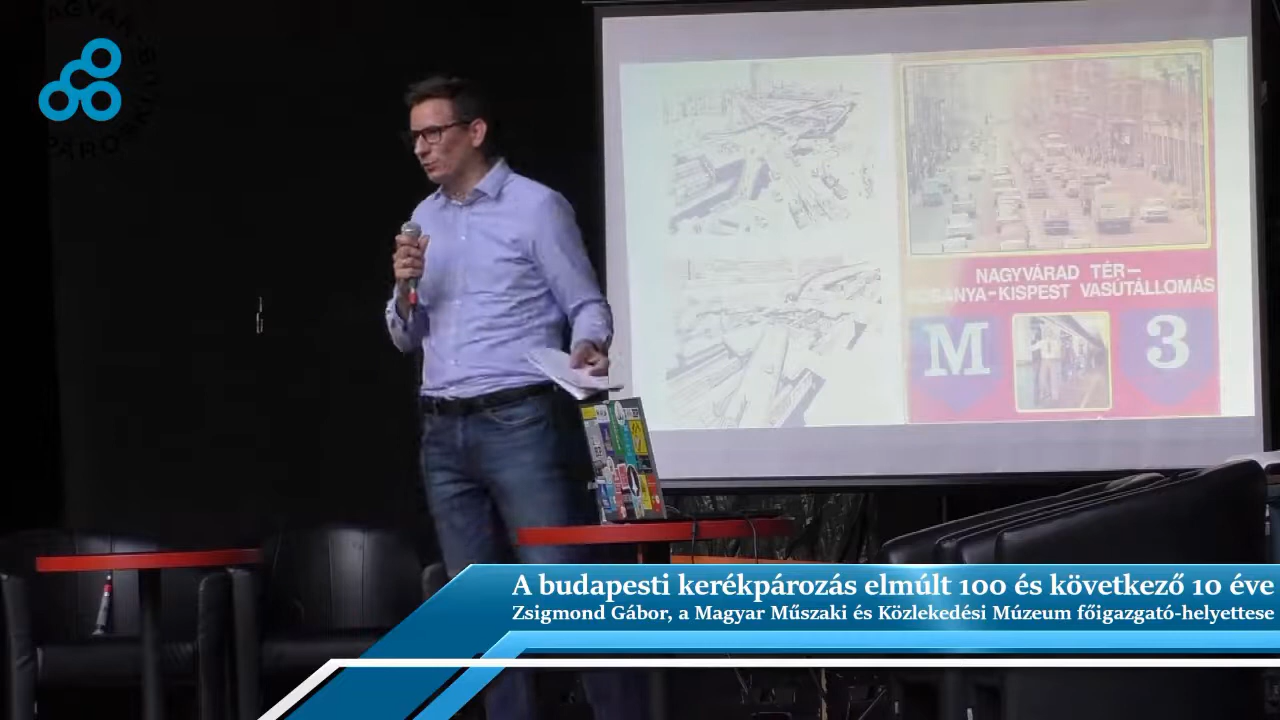 NAGYVÁRAD TÉR–
KŐBÁNYA-KISPEST VASÚTÁLLOMÁS
M 3
A budapesti kerékpározás elmúlt 100 és következő 10 éve
Zsigmond Gábor, a Magyar Műszaki és Közlekedési Múzeum főigazgató-helyettese